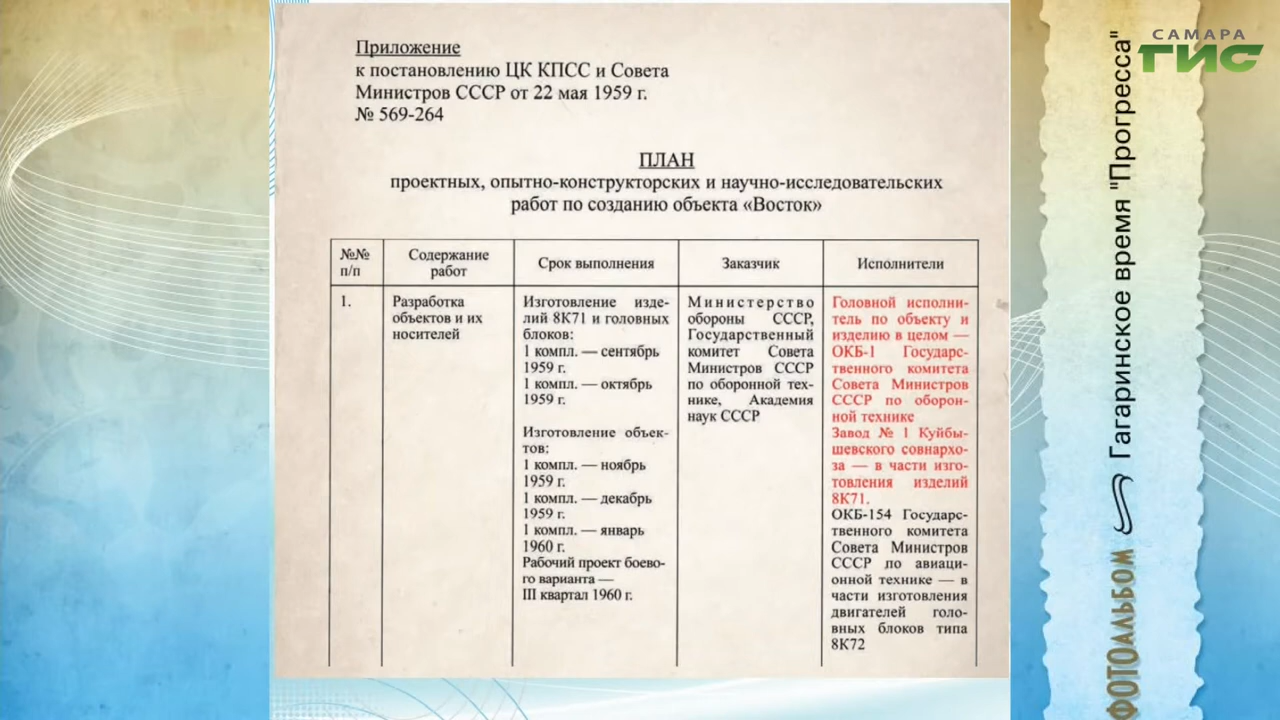 Приложение
к постановлению ЦК КПСС и Совета
Министров СССР от 22 мая 1959 г.
№ 569-264
ПЛАН
проектных, опытно-конструкторских и научно-исследовательских
работ по созданию объекта «Восток»
№№
п/п
Содержание
работ
Срок выполнения
Заказчик
Исполнители
1.
Разработка
объектов и их
носителей
Изготовление изде-
лий 8К71 и головных
блоков:
1 компл. — сентябрь
1959 г.
1 компл. — октябрь
1959 г.
Изготовление объек-
тов:
1 компл. — ноябрь
1959 г.
1 компл. — декабрь
1959 г.
1 компл. — январь
1960 г.
Рабочий проект боево-
го варианта —
III квартал 1960 г.
Министерство
обороны СССР,
Государственный
комитет Совета
Министров СССР
по оборонной тех-
нике, Академия
наук СССР
Головной исполни-
тель по объекту и
изделию в целом —
ОКБ-1 Государс-
твенного комитета
Совета Министров
СССР по оборон-
ной технике
Завод № 1 Куйбы-
шевского совнархо-
за — в части изго-
товления изделий
8К71.
ОКБ-154 Государс-
твенного комитета
Совета Министров
СССР по авиаци-
онной технике — в
части изготовления
двигателей голо-
вных блоков типа
8К72
САМАРА
ГИС
ФОТОАЛЬБОМ Гагаринское время "Прогресса"